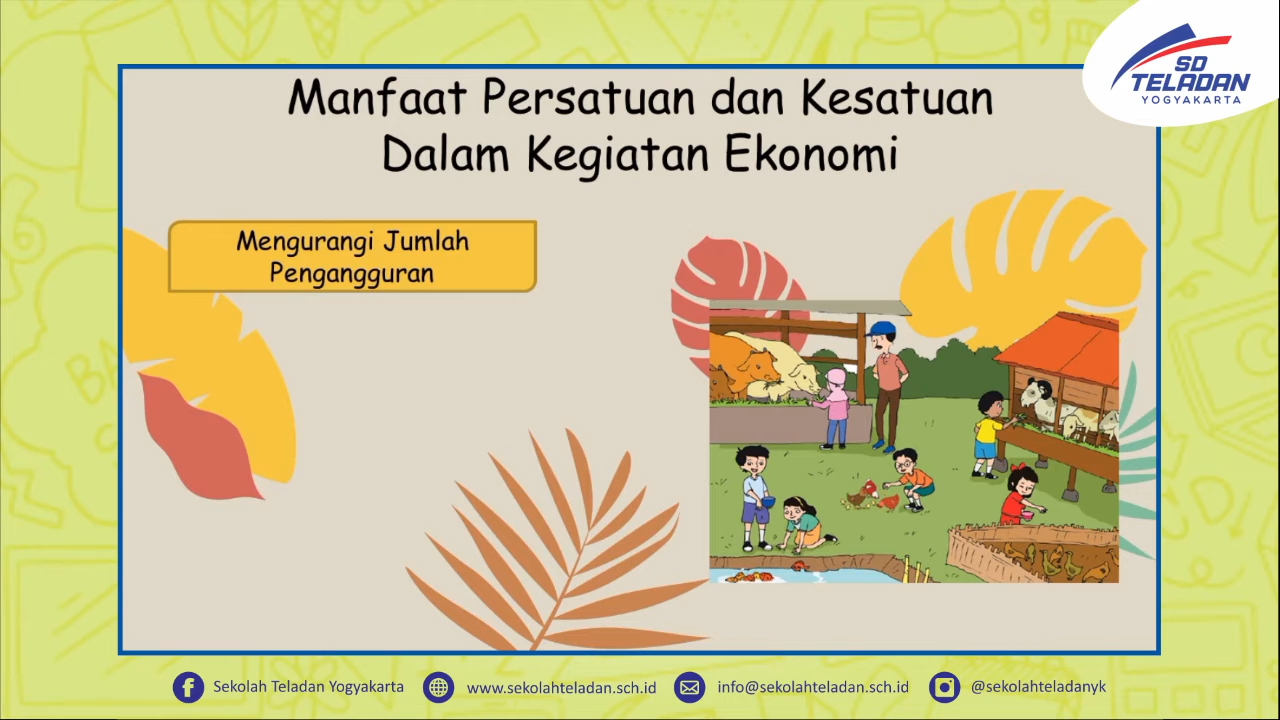 SD
TELADAN
YOGYAKARTA
Manfaat Persatuan dan Kesatuan
Dalam Kegiatan Ekonomi
Mengurangi Jumlah
Pengangguran
Sekolah Teladan Yogyakarta
www.sekolahteladan.sch.id
info@sekolahteladan.sch.id
@sekolahteladanyk